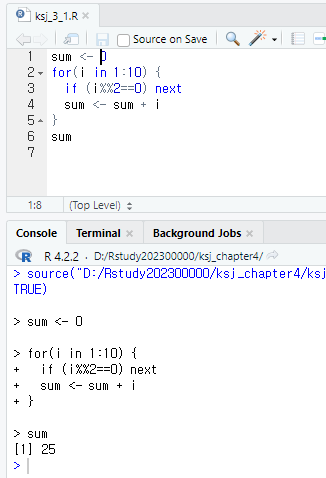 ksj_3_1.R
Source on Save
1 sum <- 0
2 for(i in 1:10) {
3 if (i%%2==0) next
4 sum <- sum + i
5 }
6 sum
7
1:8 (Top Level)
Console Terminal Background Jobs
R 4.2.2 · D:/Rstudy202300000/ksj_chapter4/
> source("D:/Rstudy202300000/ksj_chapter4/ksj
TRUE)
> sum <- 0
> for(i in 1:10) {
+ if (i%%2==0) next
+ sum <- sum + i
+ }
> sum
[1] 25
>